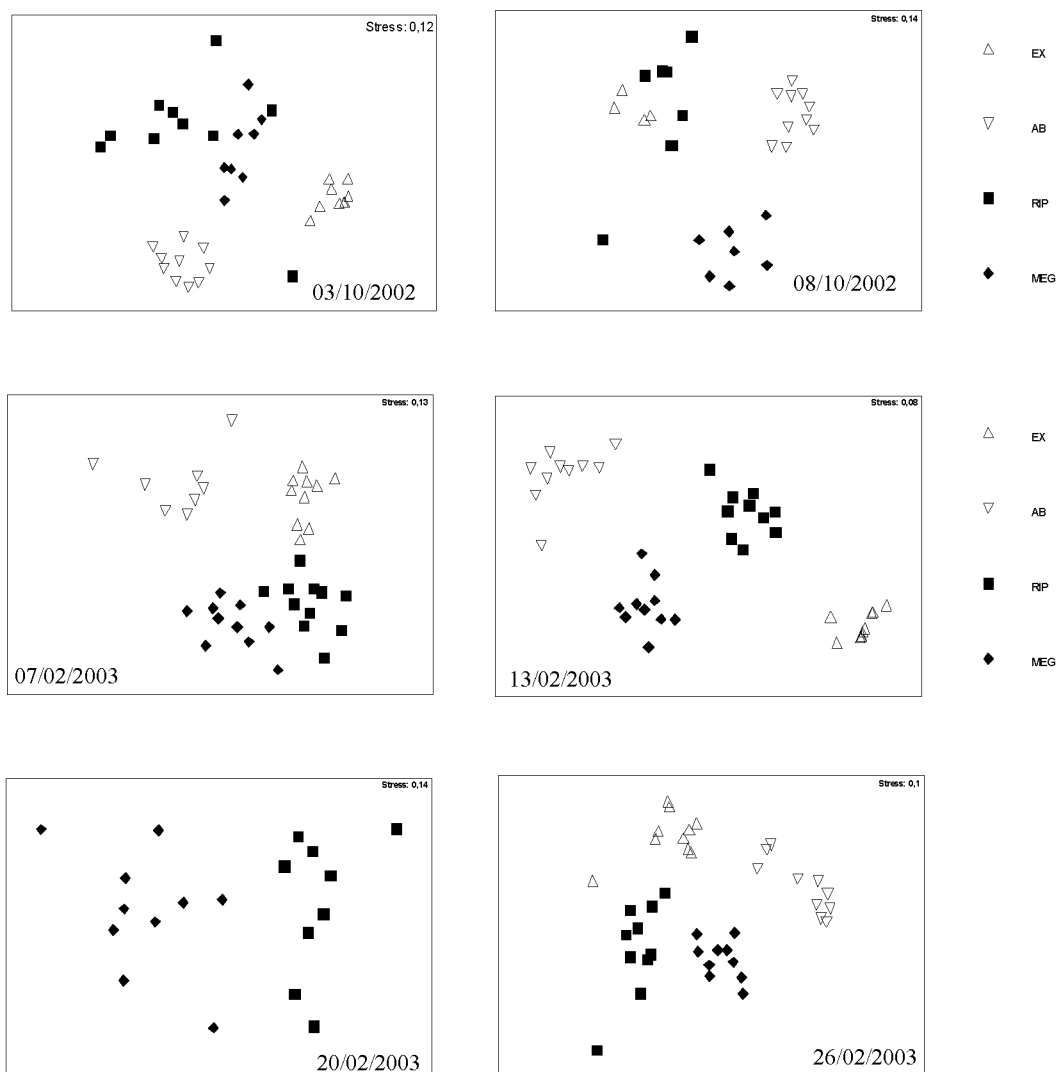 Stress: 0,12
03/10/2002
Stress: 0,14
08/10/2002
EX
AB
RIP
MEG
Stress: 0,13
07/02/2003
Stress: 0,08
13/02/2003
EX
AB
RIP
MEG
Stress: 0,14
20/02/2003
Stress: 0,1
26/02/2003